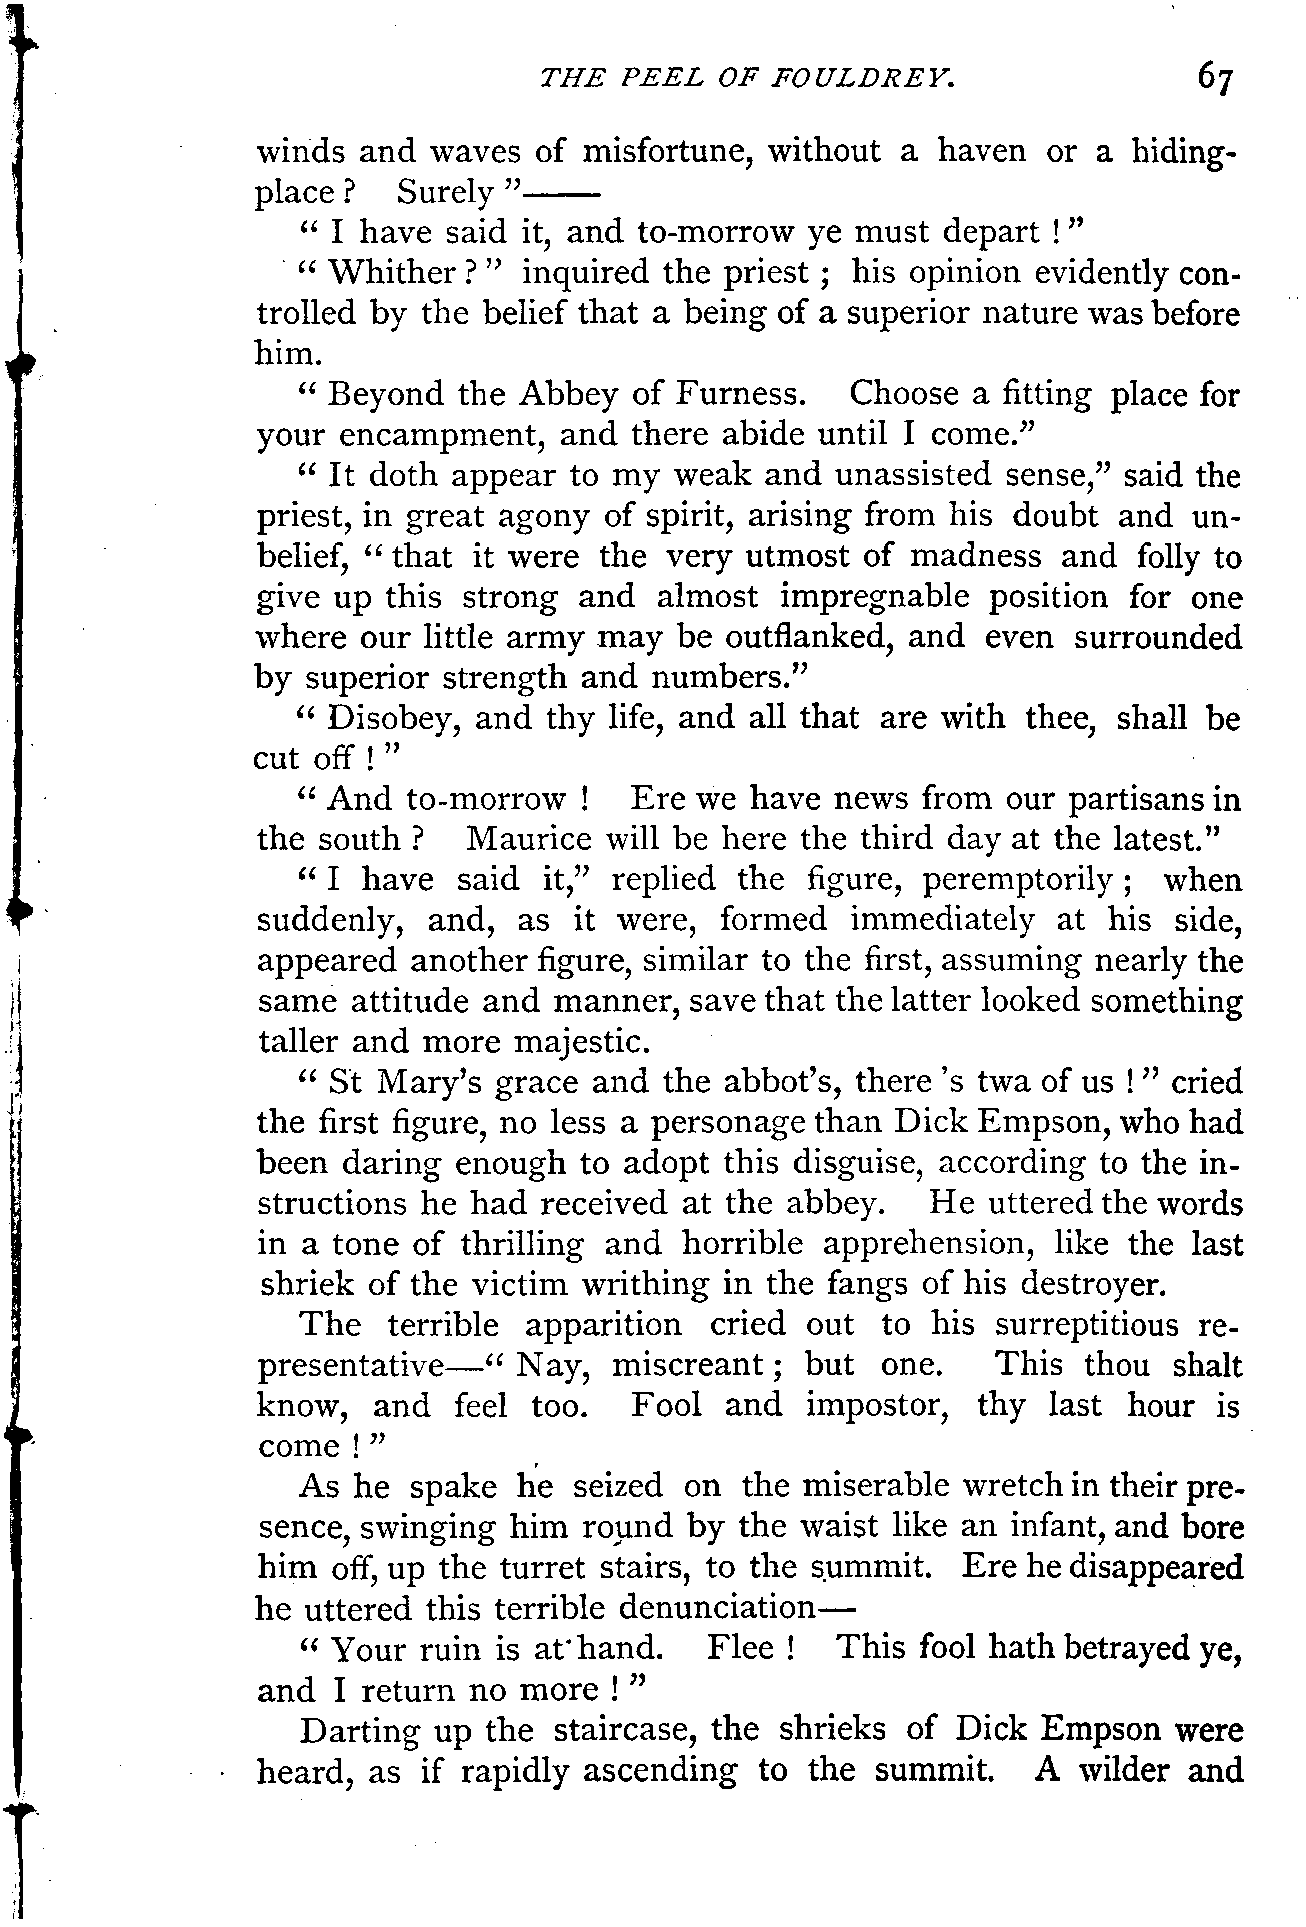 THE PEEL OF FOULDREY. 67
winds and waves of misfortune, without a haven or a hiding-
place? Surely"——
"I have said it, and to-morrow ye must depart!"
"Whither?" inquired the priest; his opinion evidently con-
trolled by the belief that a being of a superior nature was before
him.
"Beyond the Abbey of Furness. Choose a fitting place for
your encampment, and there abide until I come."
"It doth appear to my weak and unassisted sense," said the
priest, in great agony of spirit, arising from his doubt and un-
belief, "that it were the very utmost of madness and folly to
give up this strong and almost impregnable position for one
where our little army may be outflanked, and even surrounded
by superior strength and numbers."
"Disobey, and thy life, and all that are with thee, shall be
cut off!"
"And to-morrow! Ere we have news from our partisans in
the south? Maurice will be here the third day at the latest."
"I have said it," replied the figure, peremptorily; when
suddenly, and, as it were, formed immediately at his side,
appeared another figure, similar to the first, assuming nearly the
same attitude and manner, save that the latter looked something
taller and more majestic.
"St Mary's grace and the abbot's, there 's twa of us!" cried
the first figure, no less a personage than Dick Empson, who had
been daring enough to adopt this disguise, according to the in-
structions he had received at the abbey. He uttered the words
in a tone of thrilling and horrible apprehension, like the last
shriek of the victim writhing in the fangs of his destroyer.
The terrible apparition cried out to his surreptitious re-
presentative—"Nay, miscreant; but one. This thou shalt
know, and feel too. Fool and impostor, thy last hour is
come!"
As he spake he seized on the miserable wretch in their pre-
sence, swinging him round by the waist like an infant, and bore
him off, up the turret stairs, to the summit. Ere he disappeared
he uttered this terrible denunciation—
"Your ruin is at hand. Flee! This fool hath betrayed ye,
and I return no more!"
Darting up the staircase, the shrieks of Dick Empson were
heard, as if rapidly ascending to the summit. A wilder and